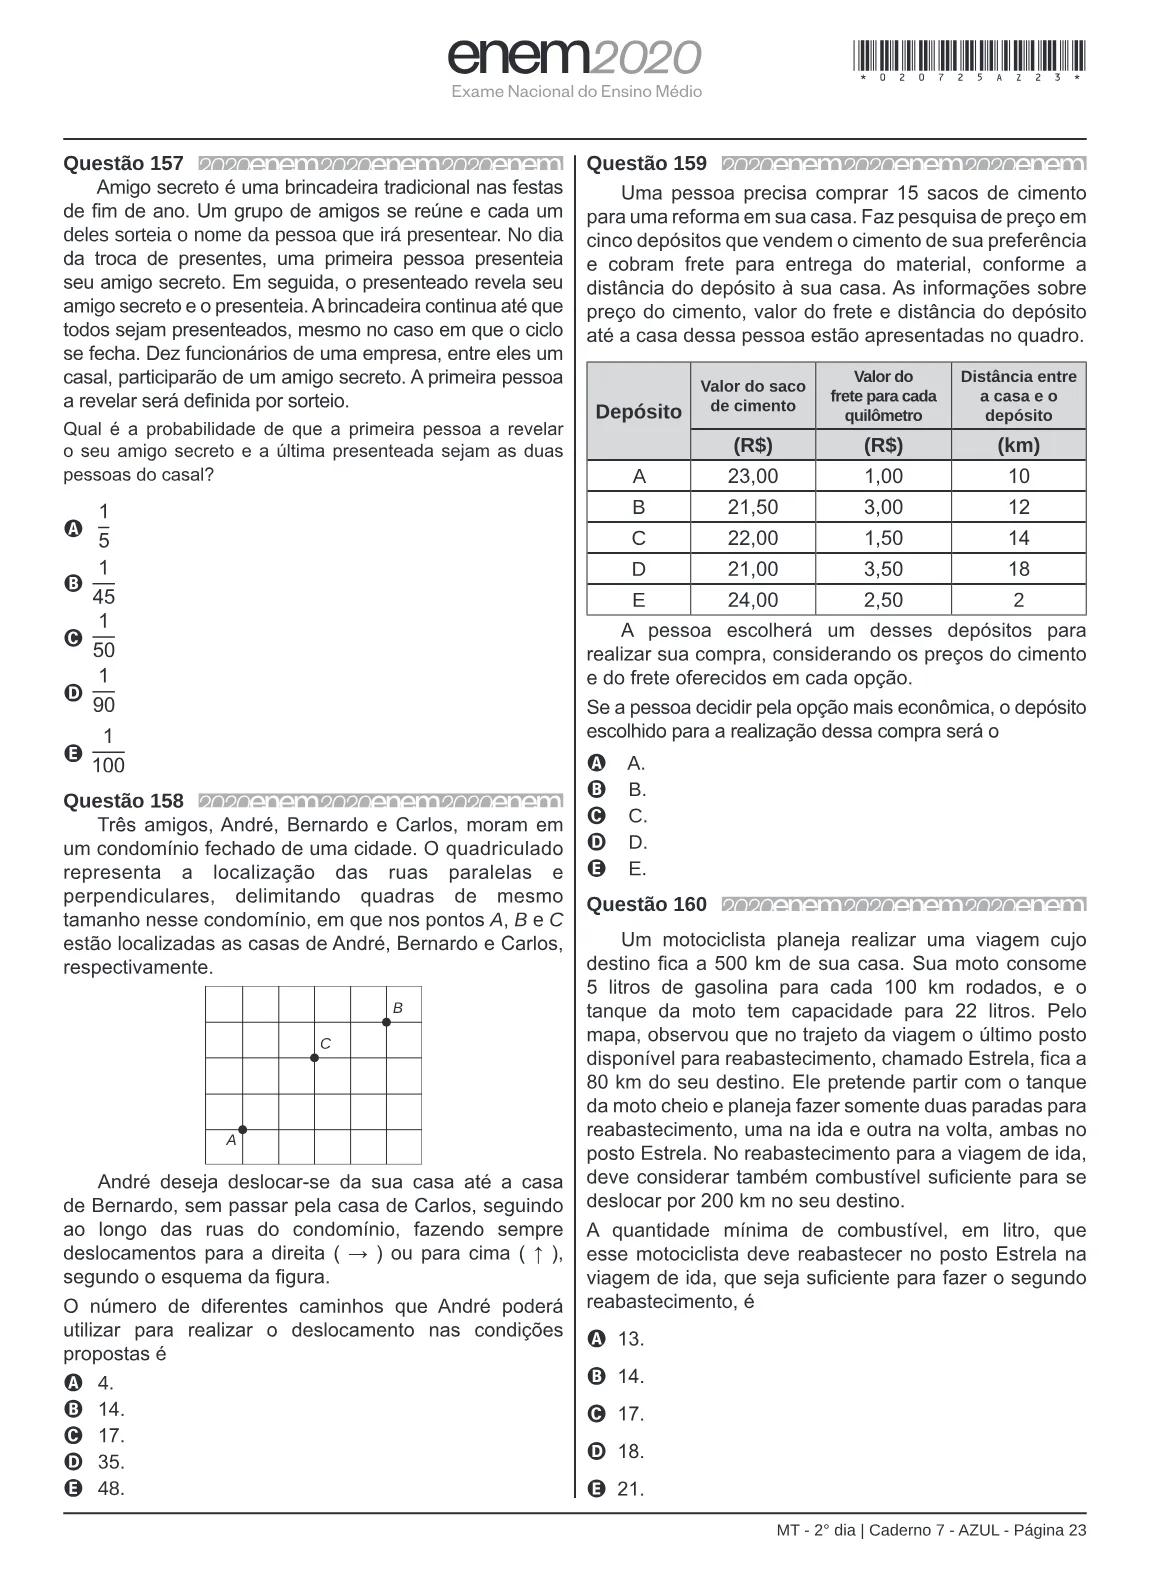 enem2020
Exame Nacional do Ensino Médio
*020725AZ23*
Questão 157 2020enem2020enem2020enem
Amigo secreto é uma brincadeira tradicional nas festas
de fim de ano. Um grupo de amigos se reúne e cada um
deles sorteia o nome da pessoa que irá presentear. No dia
da troca de presentes, uma primeira pessoa presenteia
seu amigo secreto. Em seguida, o presenteado revela seu
amigo secreto e o presenteia. A brincadeira continua até que
todos sejam presenteados, mesmo no caso em que o ciclo
se fecha. Dez funcionários de uma empresa, entre eles um
casal, participarão de um amigo secreto. A primeira pessoa
a revelar será definida por sorteio.
Qual é a probabilidade de que a primeira pessoa a revelar
o seu amigo secreto e a última presenteada sejam as duas
pessoas do casal?
A 1/5
B 1/45
C 1/50
D 1/90
E 1/100
Questão 158 2020enem2020enem2020enem
Três amigos, André, Bernardo e Carlos, moram em
um condomínio fechado de uma cidade. O quadriculado
representa a localização das ruas paralelas e
perpendiculares, delimitando quadras de mesmo
tamanho nesse condomínio, em que nos pontos A, B e C
estão localizadas as casas de André, Bernardo e Carlos,
respectivamente.
B
C
A
André deseja deslocar-se da sua casa até a casa
de Bernardo, sem passar pela casa de Carlos, seguindo
ao longo das ruas do condomínio, fazendo sempre
deslocamentos para a direita ( → ) ou para cima ( ↑ ),
segundo o esquema da figura.
O número de diferentes caminhos que André poderá
utilizar para realizar o deslocamento nas condições
propostas é
A 4.
B 14.
C 17.
D 35.
E 48.
Questão 159 2020enem2020enem2020enem
Uma pessoa precisa comprar 15 sacos de cimento
para uma reforma em sua casa. Faz pesquisa de preço em
cinco depósitos que vendem o cimento de sua preferência
e cobram frete para entrega do material, conforme a
distância do depósito à sua casa. As informações sobre
preço do cimento, valor do frete e distância do depósito
até a casa dessa pessoa estão apresentadas no quadro.
Depósito
Valor do saco
de cimento
(R$)
Valor do
frete para cada
quilômetro
(R$)
Distância entre
a casa e o
depósito
(km)
A 23,00 1,00 10
B 21,50 3,00 12
C 22,00 1,50 14
D 21,00 3,50 18
E 24,00 2,50 2
A pessoa escolherá um desses depósitos para
realizar sua compra, considerando os preços do cimento
e do frete oferecidos em cada opção.
Se a pessoa decidir pela opção mais econômica, o depósito
escolhido para a realização dessa compra será o
A A.
B B.
C C.
D D.
E E.
Questão 160 2020enem2020enem2020enem
Um motociclista planeja realizar uma viagem cujo
destino fica a 500 km de sua casa. Sua moto consome
5 litros de gasolina para cada 100 km rodados, e o
tanque da moto tem capacidade para 22 litros. Pelo
mapa, observou que no trajeto da viagem o último posto
disponível para reabastecimento, chamado Estrela, fica a
80 km do seu destino. Ele pretende partir com o tanque
da moto cheio e planeja fazer somente duas paradas para
reabastecimento, uma na ida e outra na volta, ambas no
posto Estrela. No reabastecimento para a viagem de ida,
deve considerar também combustível suficiente para se
deslocar por 200 km no seu destino.
A quantidade mínima de combustível, em litro, que
esse motociclista deve reabastecer no posto Estrela na
viagem de ida, que seja suficiente para fazer o segundo
reabastecimento, é
A 13.
B 14.
C 17.
D 18.
E 21.
MT - 2° dia | Caderno 7 - AZUL - Página 23